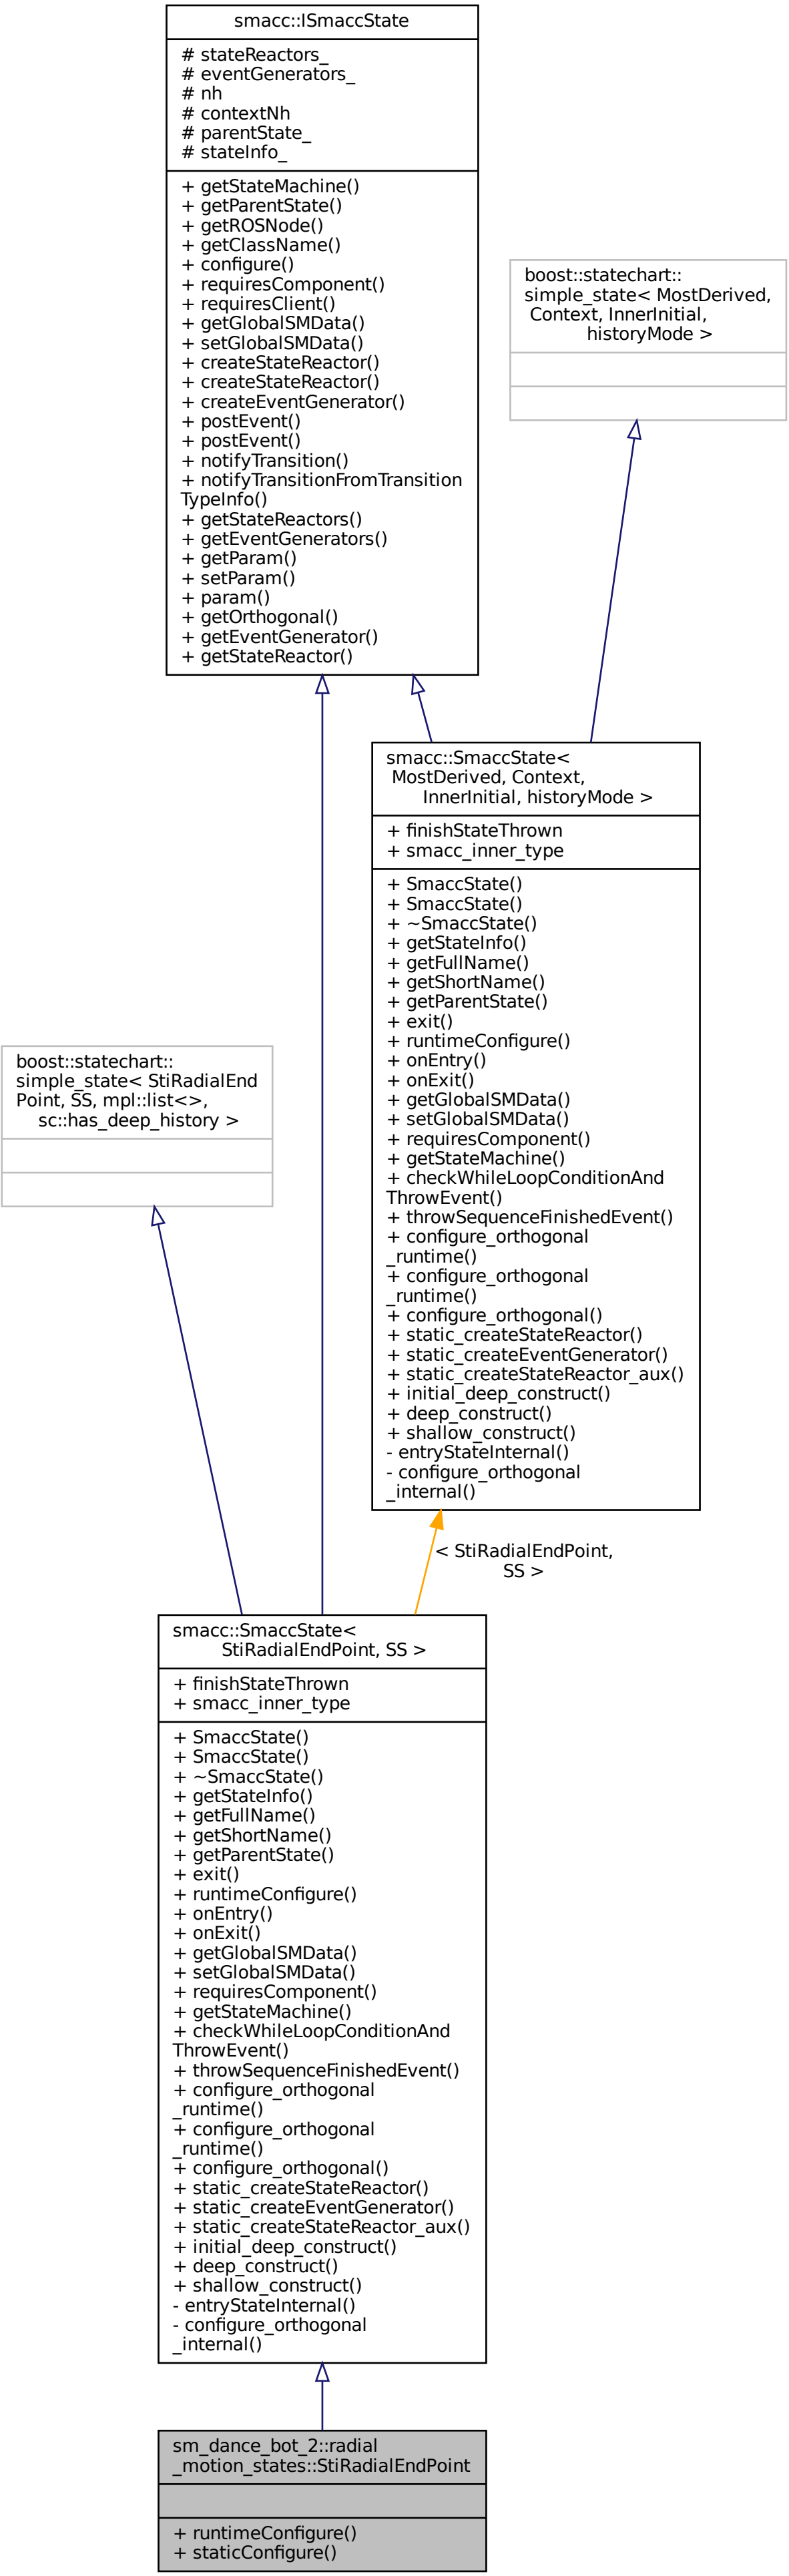 smacc::ISmaccState
# stateReactors_
# eventGenerators_
# nh
# contextNh
# parentState_
# stateInfo_
+ getStateMachine()
+ getParentState()
+ getROSNode()
+ getClassName()
+ configure()
+ requiresComponent()
+ requiresClient()
+ getGlobalSMData()
+ setGlobalSMData()
+ createStateReactor()
+ createStateReactor()
+ createEventGenerator()
+ postEvent()
+ postEvent()
+ notifyTransition()
+ notifyTransitionFromTransition
TypeInfo()
+ getStateReactors()
+ getEventGenerators()
+ getParam()
+ setParam()
+ param()
+ getOrthogonal()
+ getEventGenerator()
+ getStateReactor()
boost::statechart::
simple_state< MostDerived,
Context, InnerInitial,
historyMode >
smacc::SmaccState<
MostDerived, Context,
InnerInitial, historyMode >
+ finishStateThrown
+ smacc_inner_type
+ SmaccState()
+ SmaccState()
+ ~SmaccState()
+ getStateInfo()
+ getFullName()
+ getShortName()
+ getParentState()
+ exit()
+ runtimeConfigure()
+ onEntry()
+ onExit()
+ getGlobalSMData()
+ setGlobalSMData()
+ requiresComponent()
+ getStateMachine()
+ checkWhileLoopConditionAnd
ThrowEvent()
+ throwSequenceFinishedEvent()
+ configure_orthogonal
_runtime()
+ configure_orthogonal
_runtime()
+ configure_orthogonal()
+ static_createStateReactor()
+ static_createEventGenerator()
+ static_createStateReactor_aux()
+ initial_deep_construct()
+ deep_construct()
+ shallow_construct()
- entryStateInternal()
- configure_orthogonal
_internal()
boost::statechart::
simple_state< StiRadialEnd
Point, SS, mpl::list<>,
sc::has_deep_history >
< StiRadialEndPoint,
SS >
smacc::SmaccState<
StiRadialEndPoint, SS >
+ finishStateThrown
+ smacc_inner_type
+ SmaccState()
+ SmaccState()
+ ~SmaccState()
+ getStateInfo()
+ getFullName()
+ getShortName()
+ getParentState()
+ exit()
+ runtimeConfigure()
+ onEntry()
+ onExit()
+ getGlobalSMData()
+ setGlobalSMData()
+ requiresComponent()
+ getStateMachine()
+ checkWhileLoopConditionAnd
ThrowEvent()
+ throwSequenceFinishedEvent()
+ configure_orthogonal
_runtime()
+ configure_orthogonal
_runtime()
+ configure_orthogonal()
+ static_createStateReactor()
+ static_createEventGenerator()
+ static_createStateReactor_aux()
+ initial_deep_construct()
+ deep_construct()
+ shallow_construct()
- entryStateInternal()
- configure_orthogonal
_internal()
sm_dance_bot_2::radial
_motion_states::StiRadialEndPoint
+ runtimeConfigure()
+ staticConfigure()